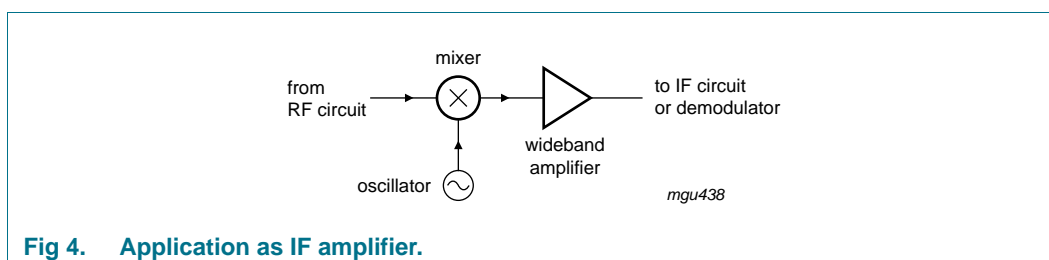 mixer
from
RF circuit
to IF circuit
or demodulator
wideband
amplifier
oscillator
mgu438
Fig 4. Application as IF amplifier.